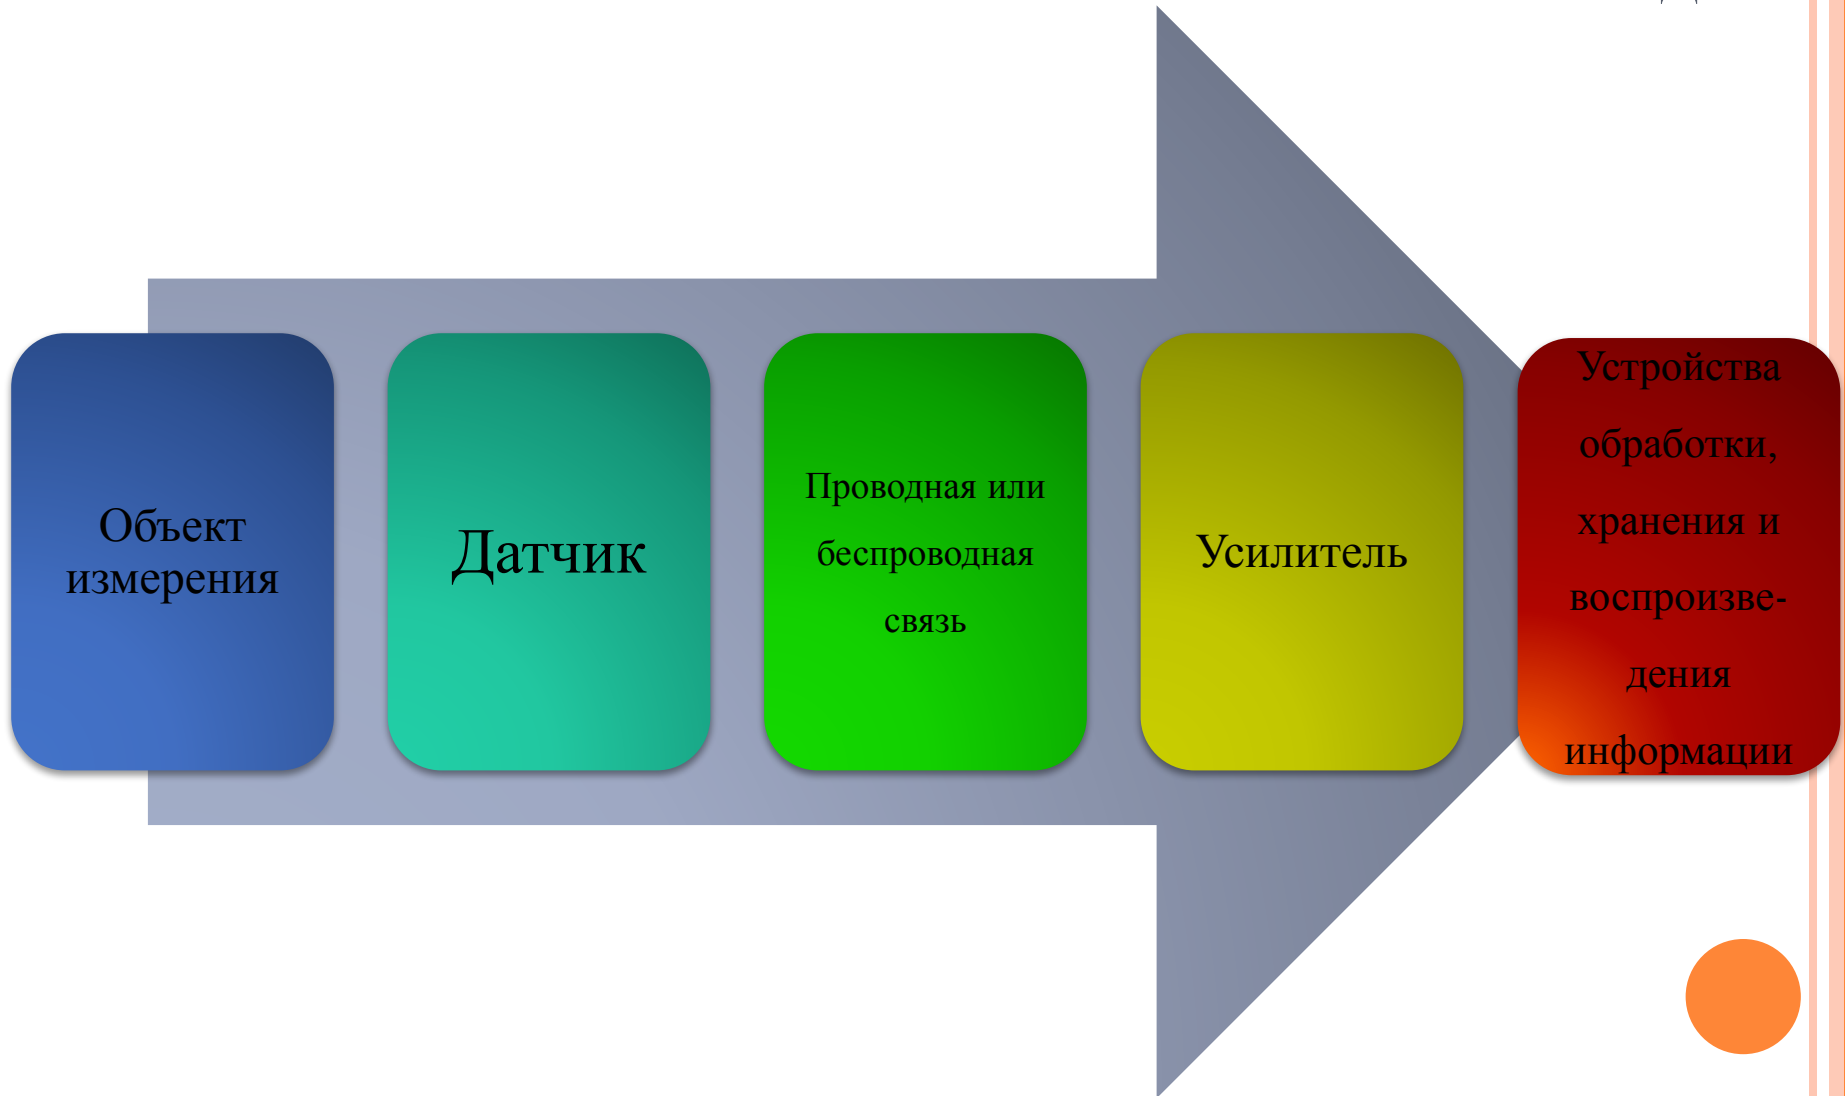 Объект
измерения
Датчик
Проводная или
беспроводная
связь
Усилитель
Устройства
обработки,
хранения и
воспроизве-
дения
информации